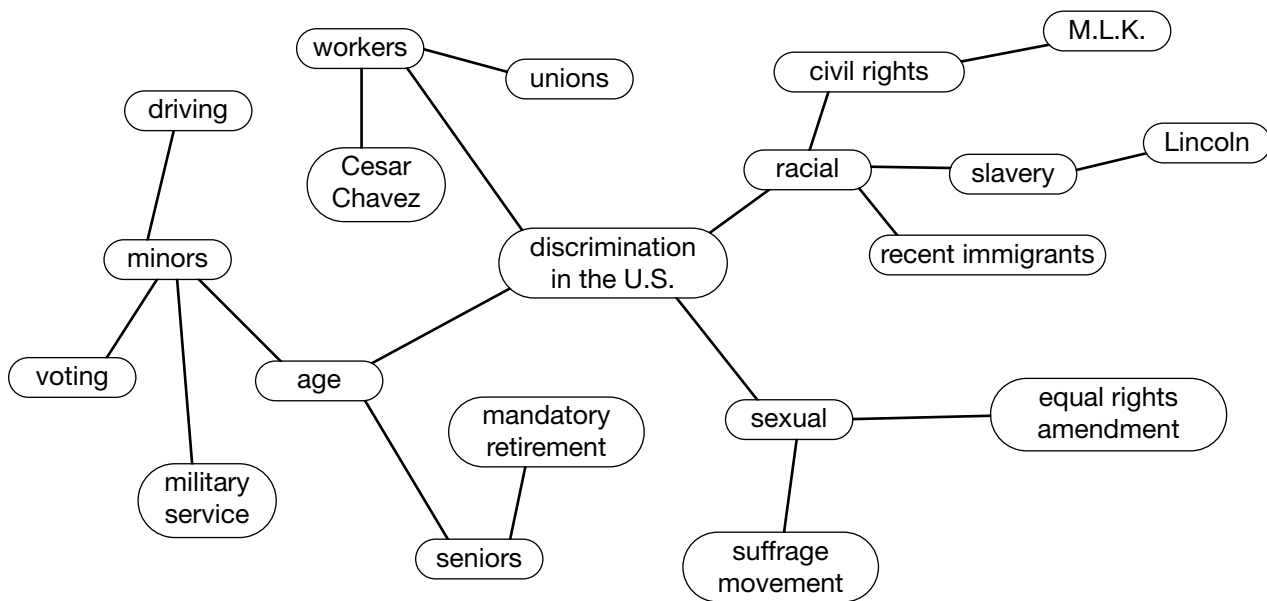 workers
unions
M.L.K.
civil rights
driving
Cesar
Chavez
racial
slavery
Lincoln
recent immigrants
minors
discrimination
in the U.S.
voting
age
mandatory
retirement
sexual
equal rights
amendment
military
service
seniors
suffrage
movement